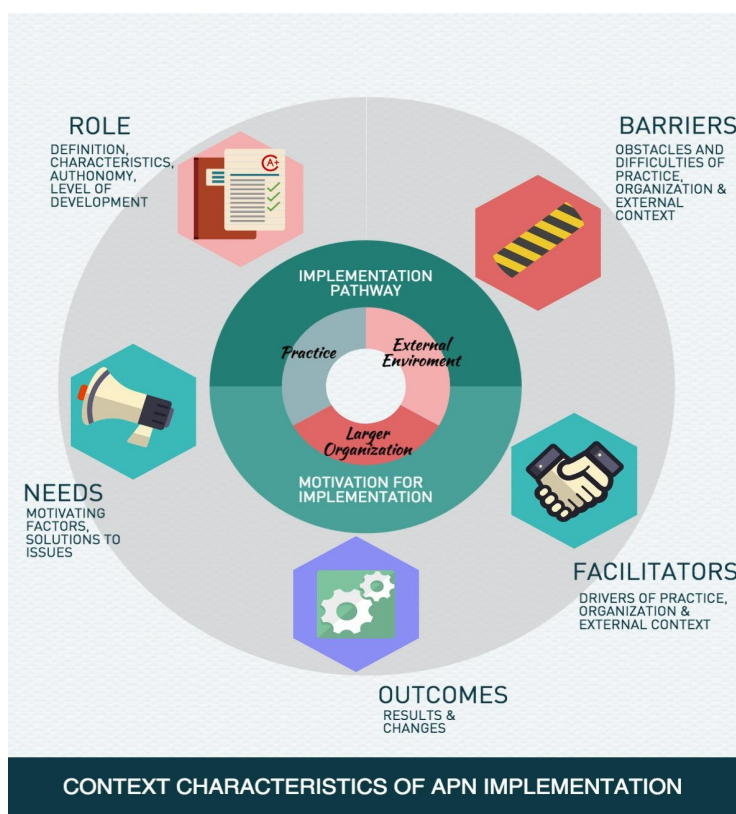 ROLE
DEFINITION,
CHARACTERISTICS,
AUTHONOMY,
LEVEL OF
DEVELOPMENT
A+
BARRIERS
OBSTACLES AND
DIFFICULTIES OF
PRACTICE,
ORGANIZATION &
EXTERNAL
CONTEXT
IMPLEMENTATION
PATHWAY
Practice
External
Enviroment
Larger
Organization
MOTIVATION FOR
IMPLEMENTATION
NEEDS
MOTIVATING
FACTORS,
SOLUTIONS TO
ISSUES
FACILITATORS
DRIVERS OF PRACTICE,
ORGANIZATION &
EXTERNAL CONTEXT
OUTCOMES
RESULTS &
CHANGES
CONTEXT CHARACTERISTICS OF APN IMPLEMENTATION